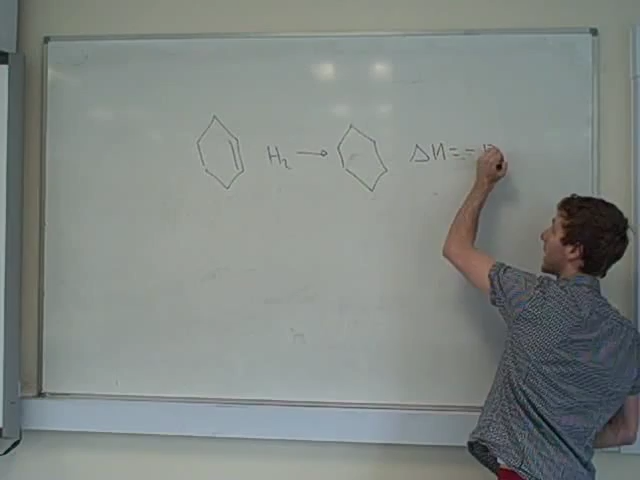 H₂ → ΔH = -